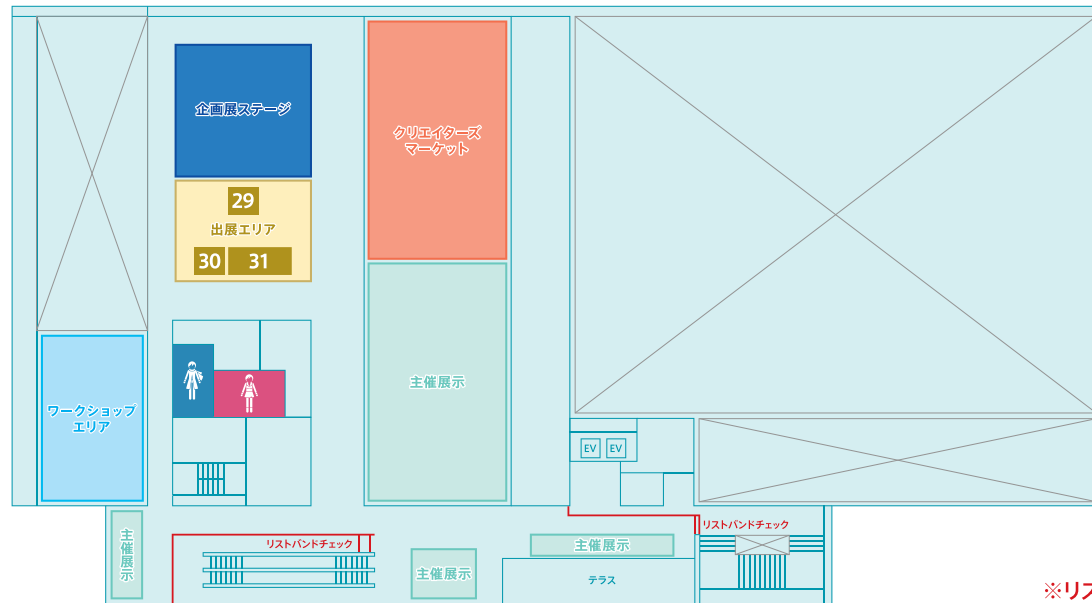 企画展ステージ
クリエイターズ
マーケット
29
出展エリア
30
31
主催展示
ワークショップ
エリア
EV
EV
リストバンドチェック
主催展示
リストバンドチェック
主催展示
主催展示
テラス
※リス